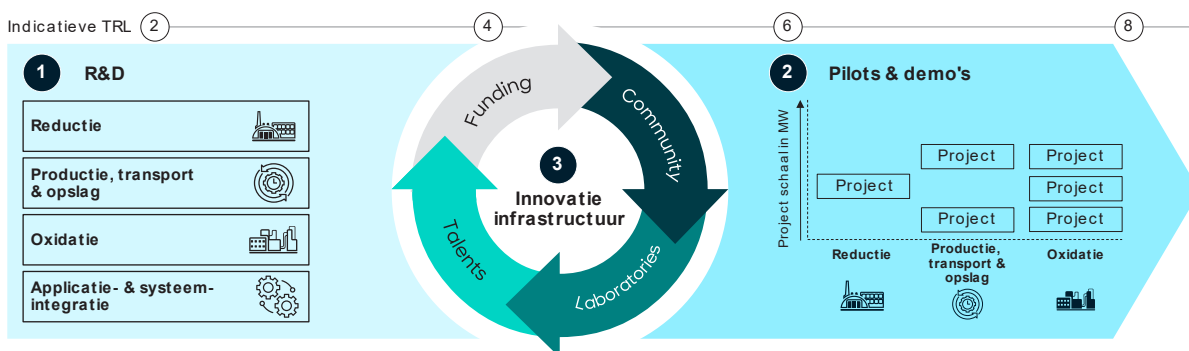 Indicatieve TRL 2 4 6 8
1 R&D
Reductie
Productie, transport
& opslag
Oxidatie
Applicatie- & systeem-
integratie
Funding
Community
Laboratories
Talents
3
Innovatie
infrastructuur
2 Pilots & demo's
Project schaal in MW
Project Project
Project Project
Project Project
Reductie
Productie,
transport &
opslag
Oxidatie